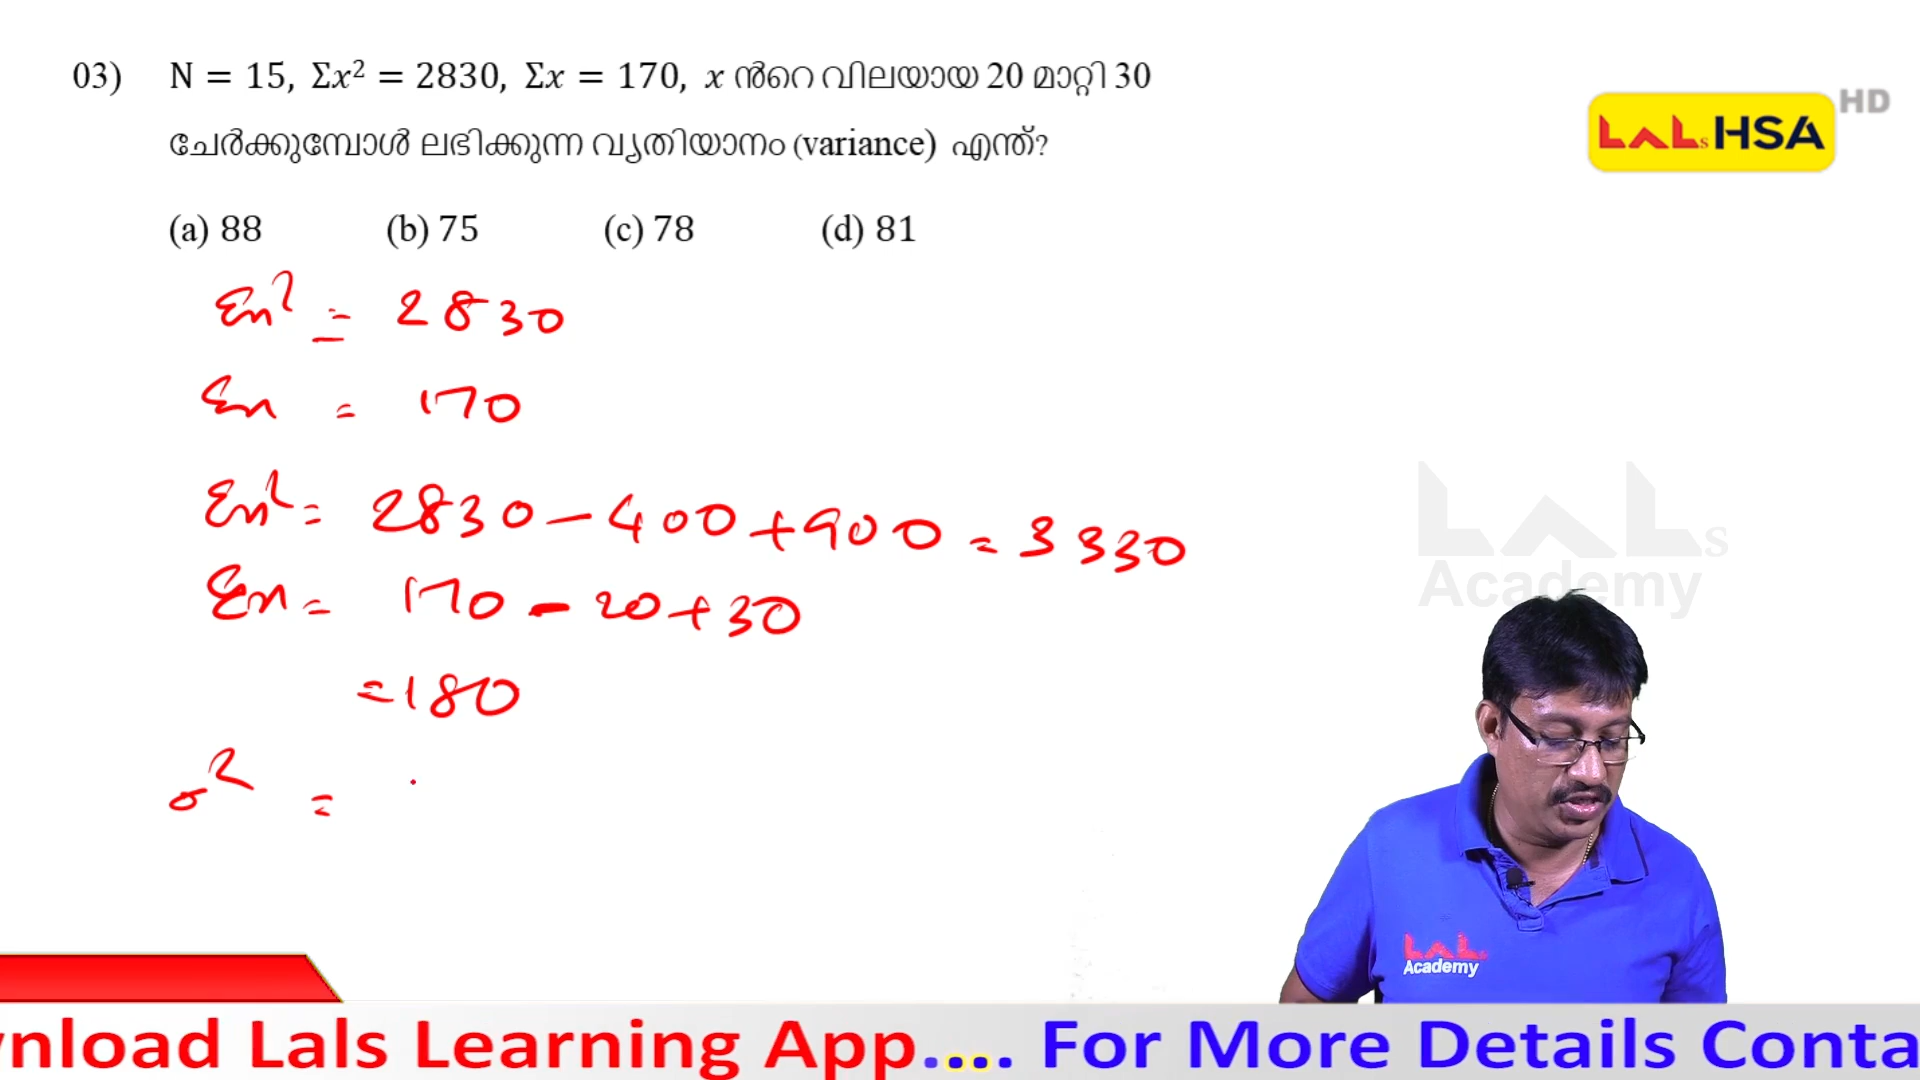 03) N = 15, Σx² = 2830, Σx = 170, x ൻറെ വിലയായ 20 മാറ്റി 30
ചേർക്കുമ്പോൾ ലഭിക്കുന്ന വ്യതിയാനം (variance) എന്ത്?
(a) 88 (b) 75 (c) 78 (d) 81
LALs HSA HD
Σx² = 2830
Σx = 170
Σx² = 2830 - 400 + 900 = 3330
Σx = 170 - 20 + 30
= 180
σ² =
LALs
Academy
LAL
Academy
wnload Lals Learning App.... For More Details Conta